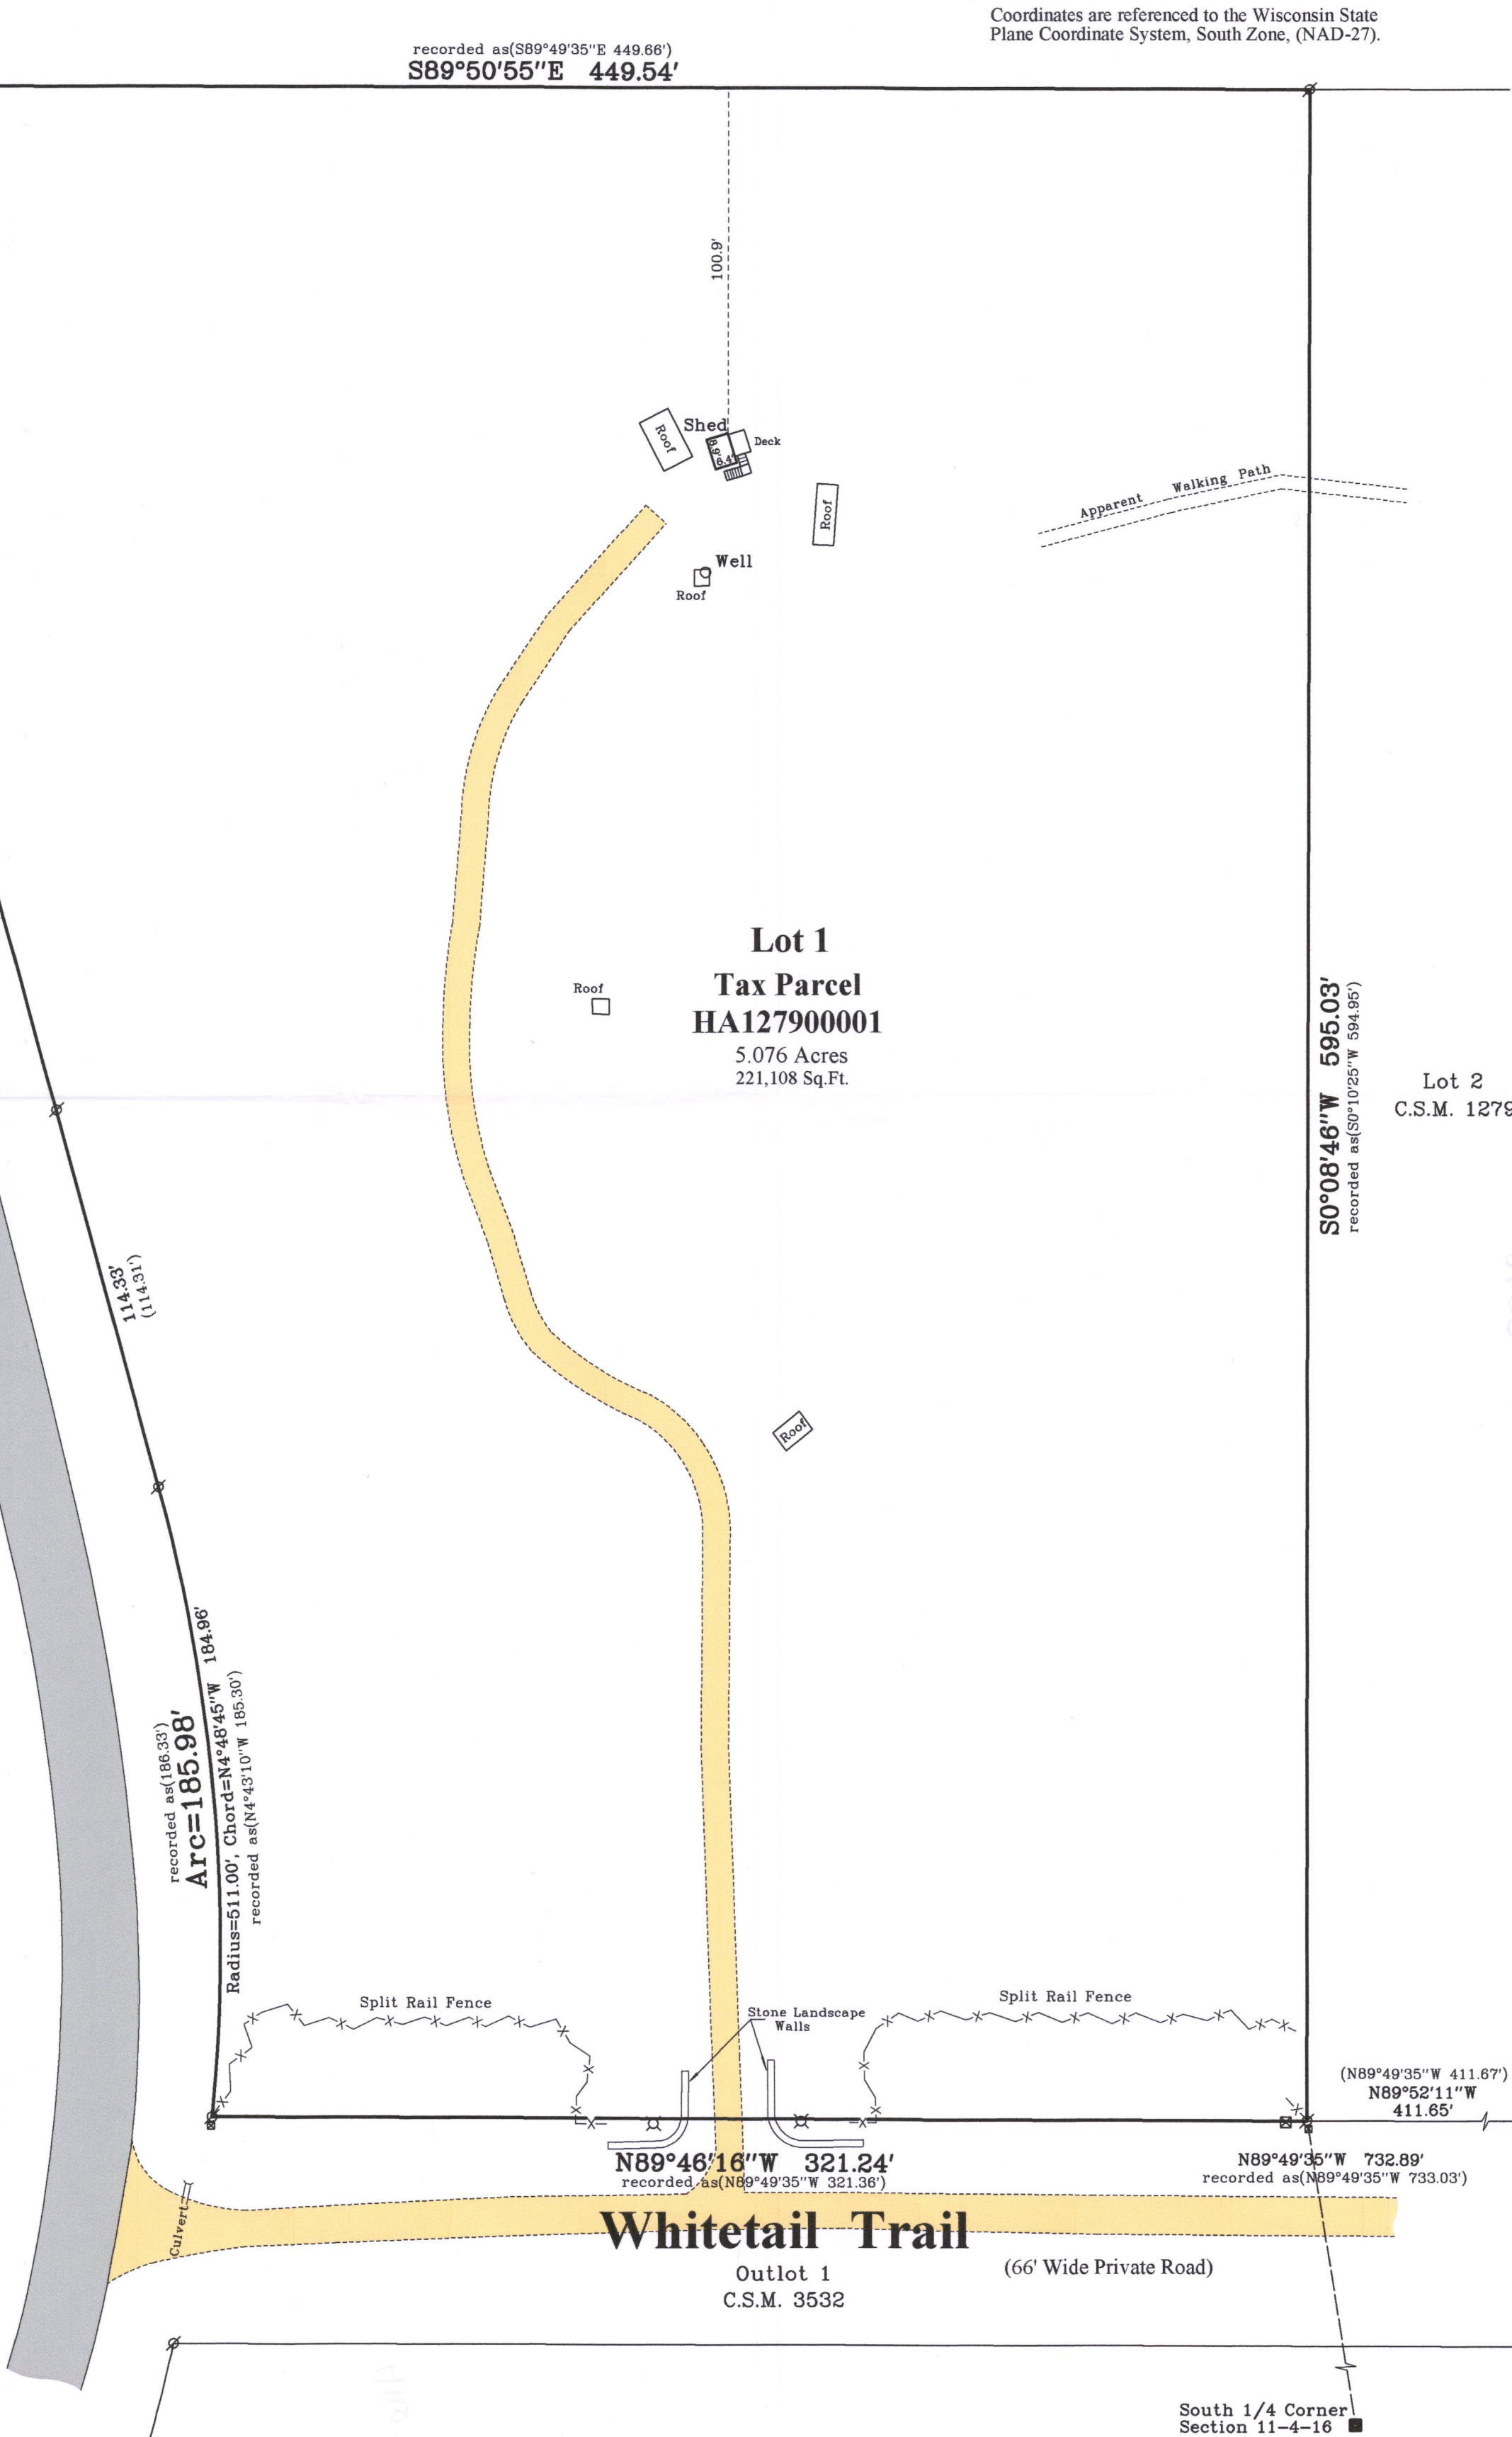 Coordinates are referenced to the Wisconsin State
Plane Coordinate System, South Zone, (NAD-27).
recorded as(S89°49'35"E 449.66')
S89°50'55"E 449.54'
100.9'
Roof
Shed
8.6'
6.4'
Deck
Roof
Apparent Walking Path
Well
Roof
Lot 1
Tax Parcel
HA127900001
5.076 Acres
221,108 Sq.Ft.
Roof
S0°08'46"W 595.03'
recorded as(S0°10'25"W 594.95')
Lot 2
C.S.M. 1279
114.33'
(114.31')
Roof
recorded as(186.33')
Arc=185.98'
Radius=511.00', Chord=N4°48'45"W 184.96'
recorded as(N4°43'10"W 185.30')
Split Rail Fence
Stone Landscape
Walls
Split Rail Fence
(N89°49'35"W 411.67')
N89°52'11"W
411.65'
N89°46'16"W 321.24'
recorded as(N89°49'35"W 321.36')
N89°49'35"W 732.89'
recorded as(N89°49'35"W 733.03')
Culvert
Whitetail Trail
(66' Wide Private Road)
Outlot 1
C.S.M. 3532
South 1/4 Corner
Section 11-4-16